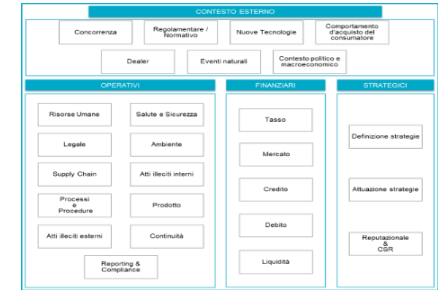 CONTESTO ESTERNO
Concorrenza
Regolamentare /
Normativo
Nuove Tecnologie
Comportamento
d'acquisto del
consumatore
Dealer
Eventi naturali
Contesto politico e
macroeconomico
OPERATIVI
Risorse Umane
Salute e Sicurezza
Legale
Ambiente
Supply Chain
Atti illeciti interni
Processi
e
Procedure
Prodotto
Atti illeciti esterni
Continuità
Reporting &
Compliance
FINANZIARI
Tasso
Mercato
Credito
Debito
Liquidità
STRATEGICI
Definizione strategie
Attuazione strategie
Reputazionale
&
CSR